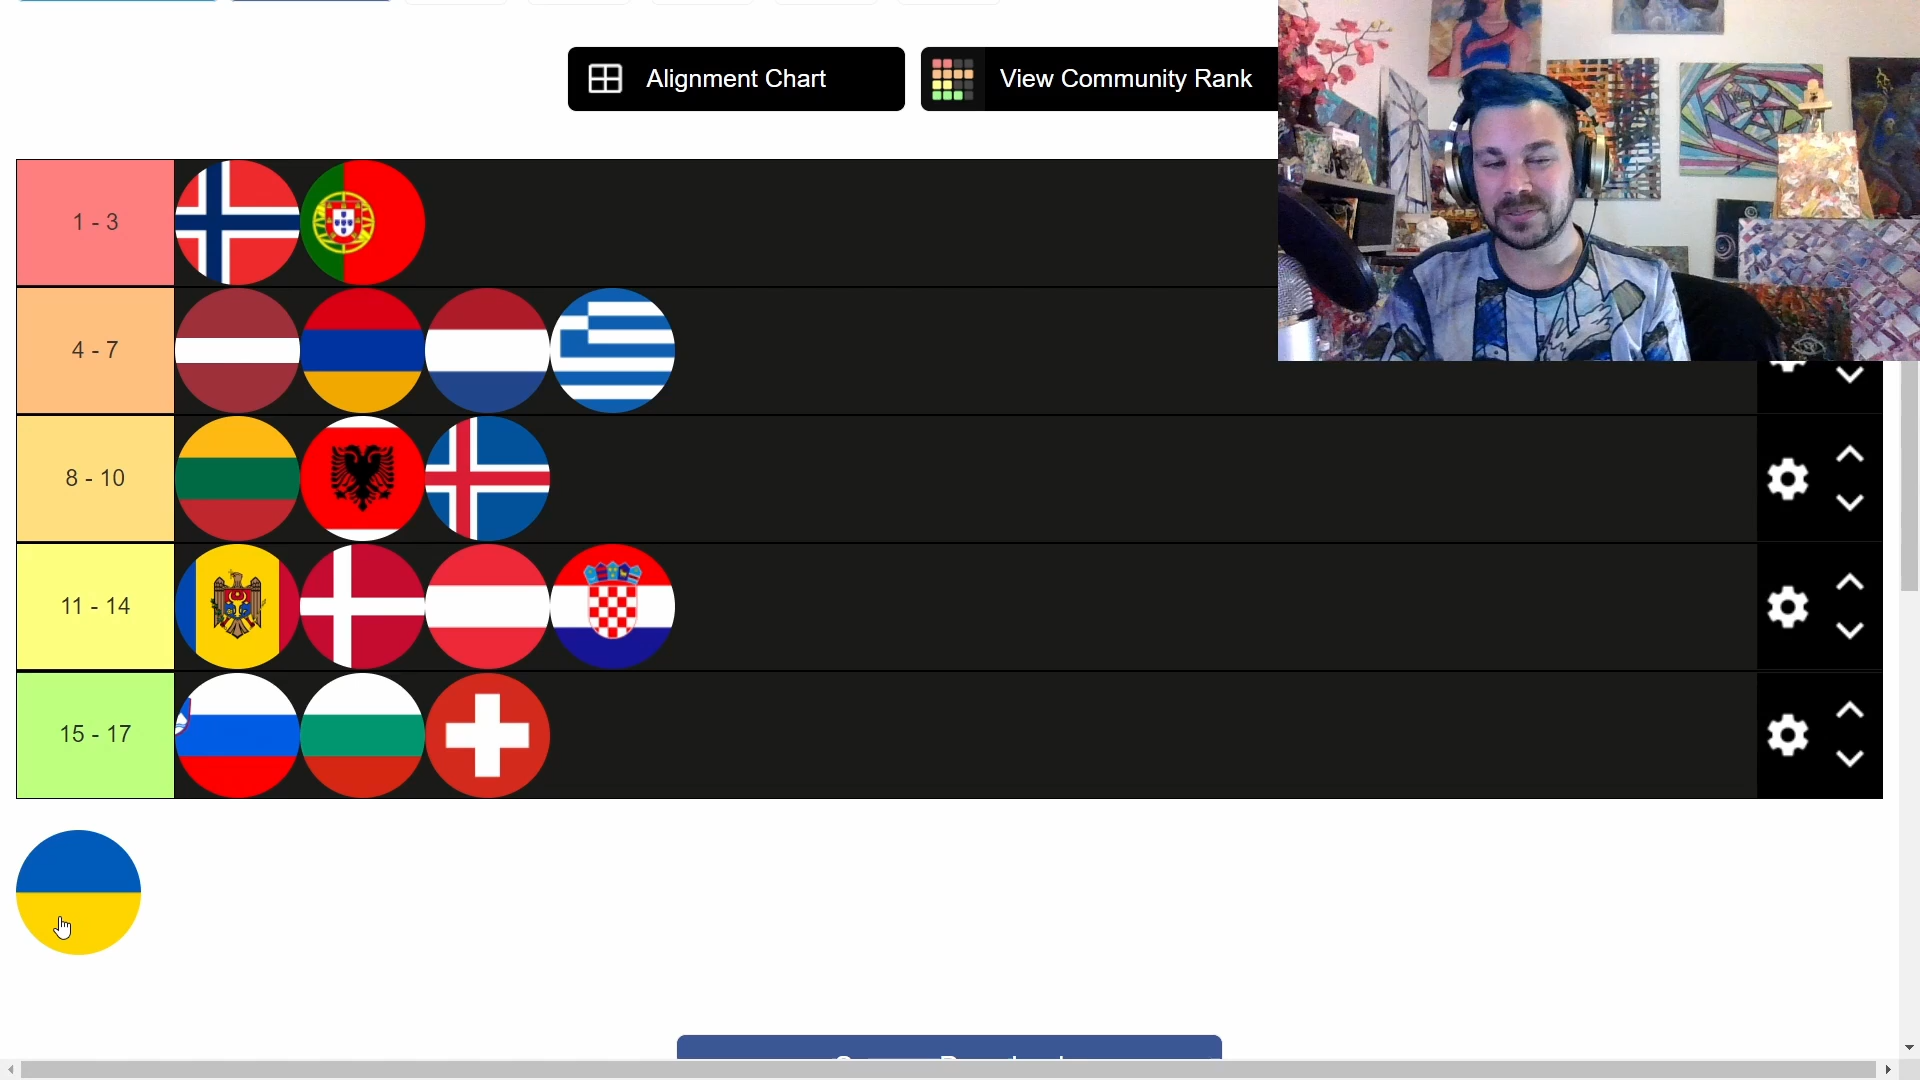 Alignment Chart
View Community Rank
1 - 3
4 - 7
8 - 10
11 - 14
15 - 17